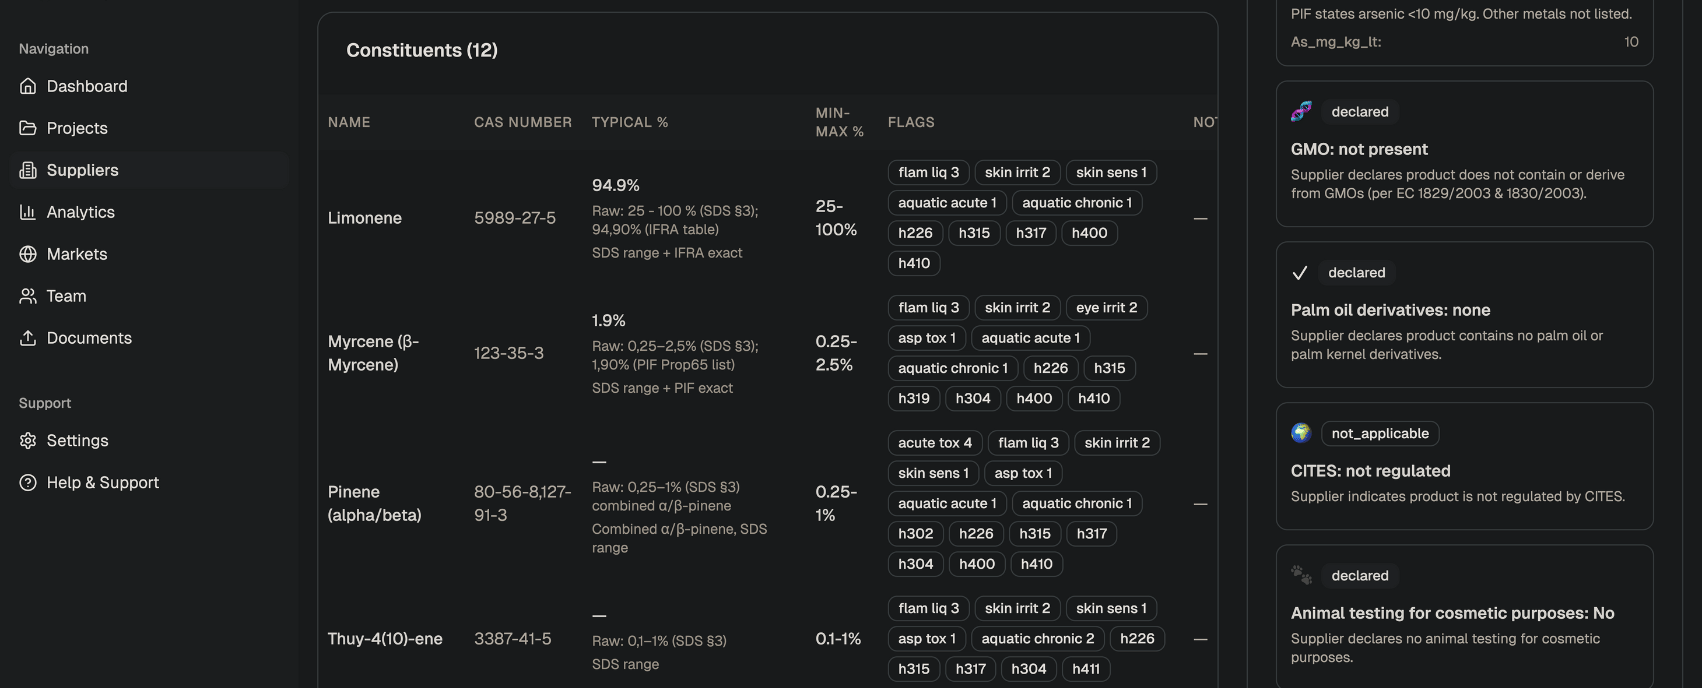 Navigation
Dashboard
Projects
Suppliers
Analytics
Markets
Team
Documents
Support
Settings
Help & Support
Constituents (12)
NAME
CAS NUMBER
TYPICAL %
MIN-
MAX %
FLAGS
NOT
Limonene
5989-27-5
94.9%
Raw: 25 - 100 % (SDS §3);
94,90% (IFRA table)
SDS range + IFRA exact
25-
100%
flam liq 3
skin irrit 2
skin sens 1
aquatic acute 1
aquatic chronic 1
h226
h315
h317
h400
h410
—
Myrcene (β-
Myrcene)
123-35-3
1.9%
Raw: 0,25–2,5% (SDS §3);
1,90% (PIF Prop65 list)
SDS range + PIF exact
0.25-
2.5%
flam liq 3
skin irrit 2
eye irrit 2
asp tox 1
aquatic acute 1
aquatic chronic 1
h226
h315
h319
h304
h400
h410
—
Pinene
(alpha/beta)
80-56-8,127-
91-3
—
Raw: 0,25–1% (SDS §3)
combined α/β-pinene
Combined α/β-pinene, SDS
range
0.25-
1%
acute tox 4
flam liq 3
skin irrit 2
skin sens 1
asp tox 1
aquatic acute 1
aquatic chronic 1
h302
h226
h315
h317
h304
h400
h410
—
Thuy-4(10)-ene
3387-41-5
—
Raw: 0,1–1% (SDS §3)
SDS range
0.1-1%
flam liq 3
skin irrit 2
skin sens 1
asp tox 1
aquatic chronic 2
h226
h315
h317
h304
h411
—
PIF states arsenic <10 mg/kg. Other metals not listed.
As_mg_kg_lt:
10
declared
GMO: not present
Supplier declares product does not contain or derive
from GMOs (per EC 1829/2003 & 1830/2003).
declared
Palm oil derivatives: none
Supplier declares product contains no palm oil or
palm kernel derivatives.
not_applicable
CITES: not regulated
Supplier indicates product is not regulated by CITES.
declared
Animal testing for cosmetic purposes: No
Supplier declares no animal testing for cosmetic
purposes.